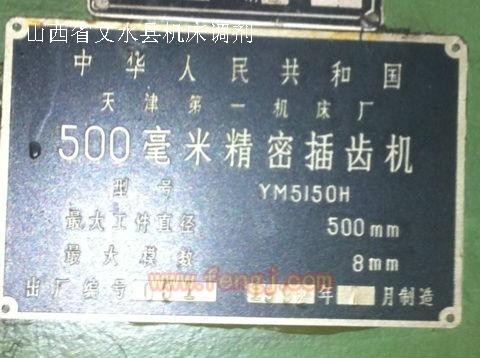 山西省文水县机床调剂
中华人民共和国
天津第一机床厂
500毫米精密插齿机
型号 YM5150H
最大工件直径 500mm
最大模数 8mm
www.fengj.com
出厂编号 年 月制造